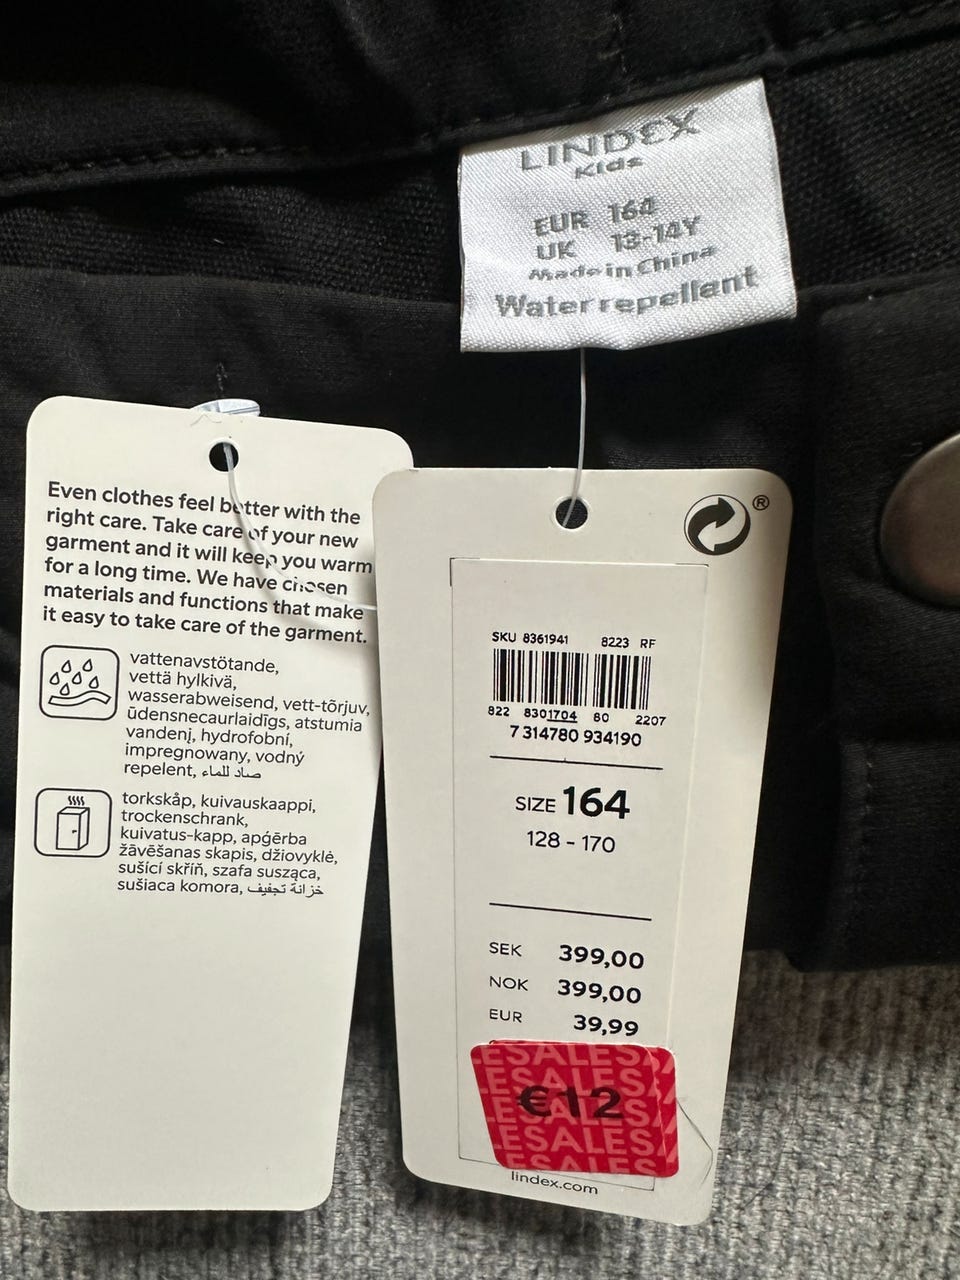 LINDEX
Kids
EUR 164
UK 13-14Y
Made in China
Water repellent
Even clothes feel better with the
right care. Take care of your new
garment and it will keep you warm
for a long time. We have chosen
materials and functions that make
it easy to take care of the garment.
vattenavstötande,
vettä hylkivä,
wasserabweisend, vett-tõrjuv,
ūdensnecaurlaidīgs, atstumia
vandenį, hydrofobní,
impregnowany, vodný
repelent, صاد للماء
torkskåp, kuivauskaappi,
trockenschrank,
kuivatus-kapp, apģērba
žāvēšanas skapis, džiovyklė,
sušící skříň, szafa susząca,
sušiaca komora, خزانة تجفيف
®
SKU 8361941 8223 RF
822 8301704 80 2207
7 314780 934190
SIZE 164
128 - 170
SEK 399,00
NOK 399,00
EUR 39,99
ESALES
LESALES
€12
LESALES
LESALES
ESALES
lindex.com